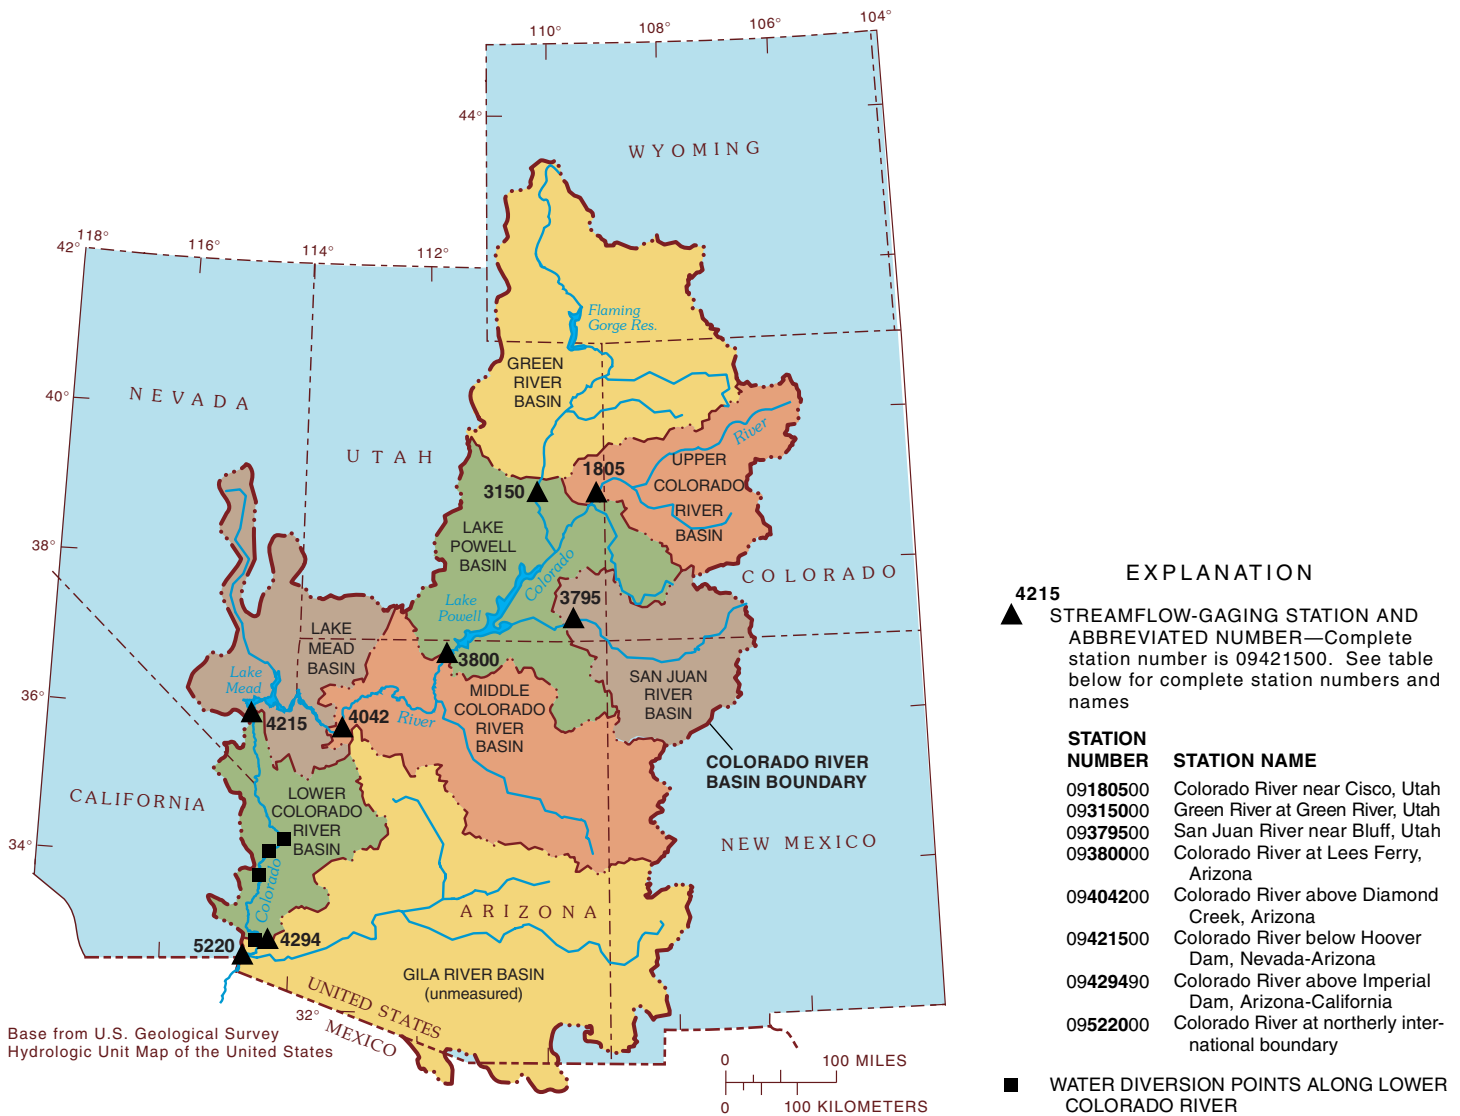 110°
108°
106°
104°
44°
WYOMING
118°
42°
116°
114°
112°
Flaming
Gorge Res.
GREEN
RIVER
BASIN
40°
NEVADA
UTAH
River
UPPER
COLORADO
RIVER
BASIN
1805
3150
LAKE
POWELL
BASIN
38°
Colorado
COLORADO
Lake
Powell
3795
LAKE
MEAD
BASIN
3800
Lake
Mead
36°
SAN JUAN
RIVER
BASIN
MIDDLE
COLORADO
RIVER
BASIN
4215
4042
River
COLORADO RIVER
BASIN BOUNDARY
CALIFORNIA
LOWER
COLORADO
RIVER
BASIN
34°
NEW MEXICO
Colorado
ARIZONA
5220
4294
GILA RIVER BASIN
(unmeasured)
UNITED STATES
MEXICO
32°
Base from U.S. Geological Survey
Hydrologic Unit Map of the United States
0 100 MILES
0 100 KILOMETERS
EXPLANATION
4215
STREAMFLOW-GAGING STATION AND
ABBREVIATED NUMBER—Complete
station number is 09421500. See table
below for complete station numbers and
names
STATION
NUMBER STATION NAME
09180500 Colorado River near Cisco, Utah
09315000 Green River at Green River, Utah
09379500 San Juan River near Bluff, Utah
09380000 Colorado River at Lees Ferry,
Arizona
09404200 Colorado River above Diamond
Creek, Arizona
09421500 Colorado River below Hoover
Dam, Nevada-Arizona
09429490 Colorado River above Imperial
Dam, Arizona-California
09522000 Colorado River at northerly inter-
national boundary
WATER DIVERSION POINTS ALONG LOWER
COLORADO RIVER